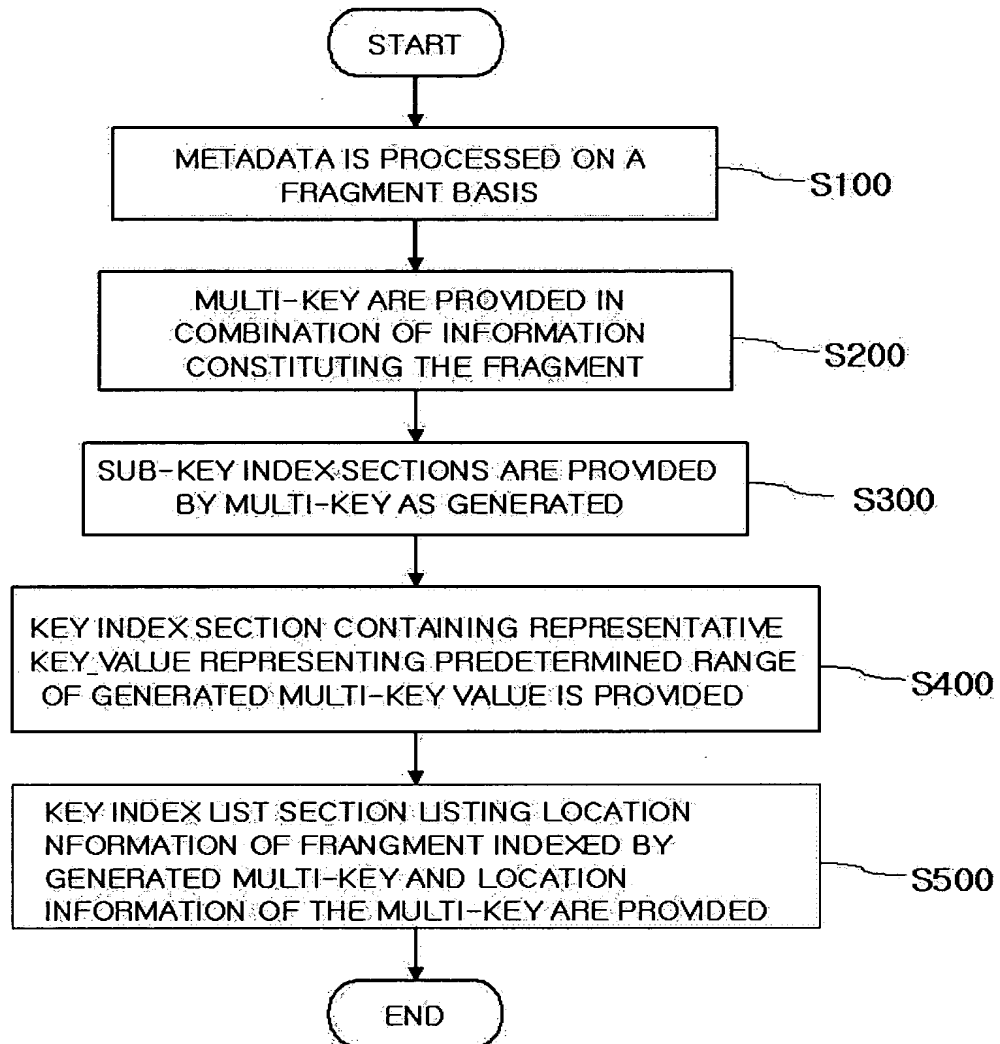 START
METADATA IS PROCESSED ON A
FRAGMENT BASIS
S100
MULTI-KEY ARE PROVIDED IN
COMBINATION OF INFORMATION
CONSTITUTING THE FRAGMENT
S200
SUB-KEY INDEX SECTIONS ARE PROVIDED
BY MULTI-KEY AS GENERATED
S300
KEY INDEX SECTION CONTAINING REPRESENTATIVE
KEY_VALUE REPRESENTING PREDETERMINED RANGE
OF GENERATED MULTI-KEY VALUE IS PROVIDED
S400
KEY INDEX LIST SECTION LISTING LOCATION
NFORMATION OF FRANGMENT INDEXED BY
GENERATED MULTI-KEY AND LOCATION
INFORMATION OF THE MULTI-KEY ARE PROVIDED
S500
END